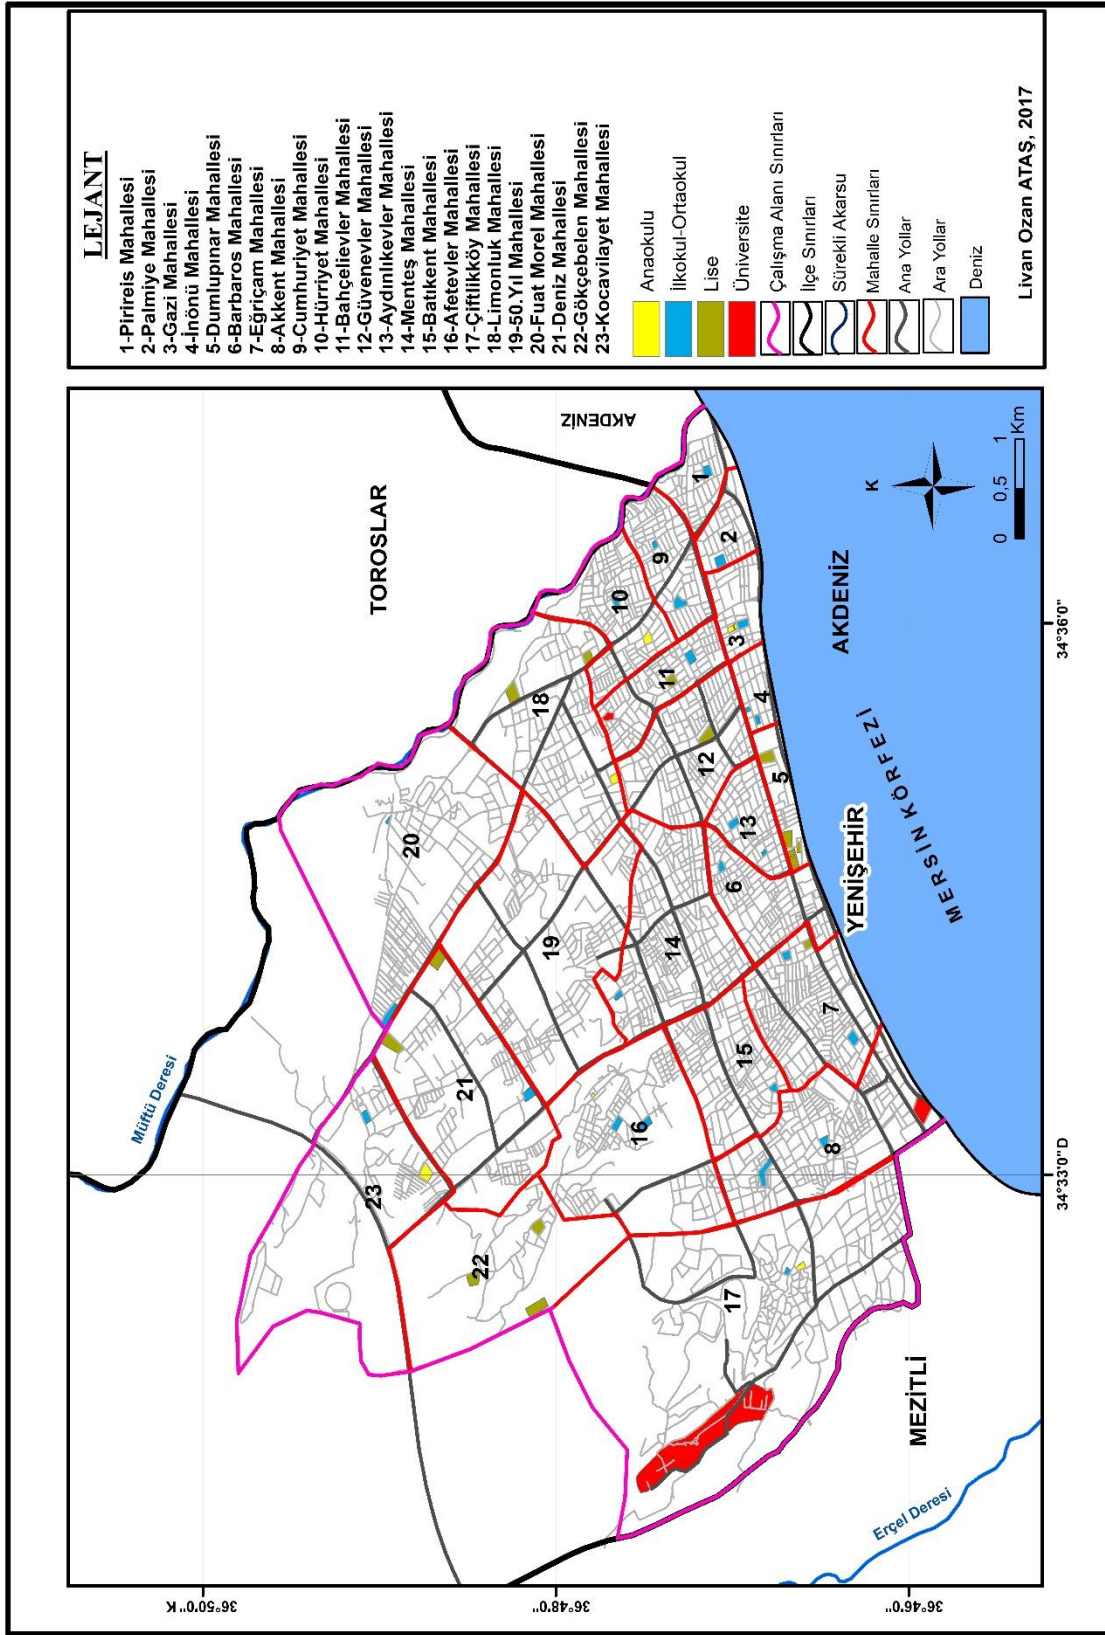 LEJANT
1-Pirireis Mahallesi
2-Palmiye Mahallesi
3-Gazi Mahallesi
4-İnönü Mahallesi
5-Dumlupınar Mahallesi
6-Barbaros Mahallesi
7-Eğriçam Mahallesi
8-Akkent Mahallesi
9-Cumhuriyet Mahallesi
10-Hürriyet Mahallesi
11-Bahçelievler Mahallesi
12-Güvenevler Mahallesi
13-Aydınlıkevler Mahallesi
14-Menteş Mahallesi
15-Batıkent Mahallesi
16-Afetevler Mahallesi
17-Çiftlikköy Mahallesi
18-Limonluk Mahallesi
19-50.Yıl Mahallesi
20-Fuat Morel Mahallesi
21-Deniz Mahallesi
22-Gökçebelen Mahallesi
23-Kocavilayet Mahallesi
Anaokulu
İlkokul-Ortaokul
Lise
Üniversite
Çalışma Alanı Sınırları
İlçe Sınırları
Sürekli Akarsu
Mahalle Sınırları
Ana Yollar
Ara Yollar
Deniz
Livan Ozan ATAŞ, 2017
TOROSLAR
AKDENİZ
Müftü Deresi
23
22
21
20
19
18
17
16
15
14
13
12
11
10
9
8
7
6
5
4
3
2
1
YENİŞEHİR
AKDENİZ
MERSİN KÖRFEZİ
MEZİTLİ
Erçel Deresi
K
0 0,5 1
Km
36°50'0" K
36°48'0"
36°46'0"
34°33'0"D
34°36'0"